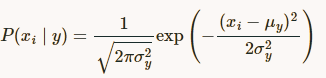 P(x_i | y) = \frac{1}{\sqrt{2\pi\sigma_y^2}} \exp\left(-\frac{(x_i - \mu_y)^2}{2\sigma_y^2}\right)